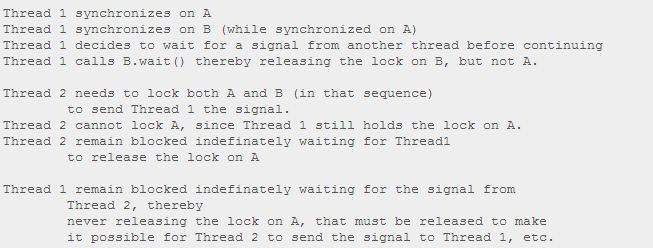 Thread 1 synchronizes on A
Thread 1 synchronizes on B (while synchronized on A)
Thread 1 decides to wait for a signal from another thread before continuing
Thread 1 calls B.wait() thereby releasing the lock on B, but not A.
Thread 2 needs to lock both A and B (in that sequence)
to send Thread 1 the signal.
Thread 2 cannot lock A, since Thread 1 still holds the lock on A.
Thread 2 remain blocked indefinately waiting for Thread1
to release the lock on A
Thread 1 remain blocked indefinately waiting for the signal from
Thread 2, thereby
never releasing the lock on A, that must be released to make
it possible for Thread 2 to send the signal to Thread 1, etc.